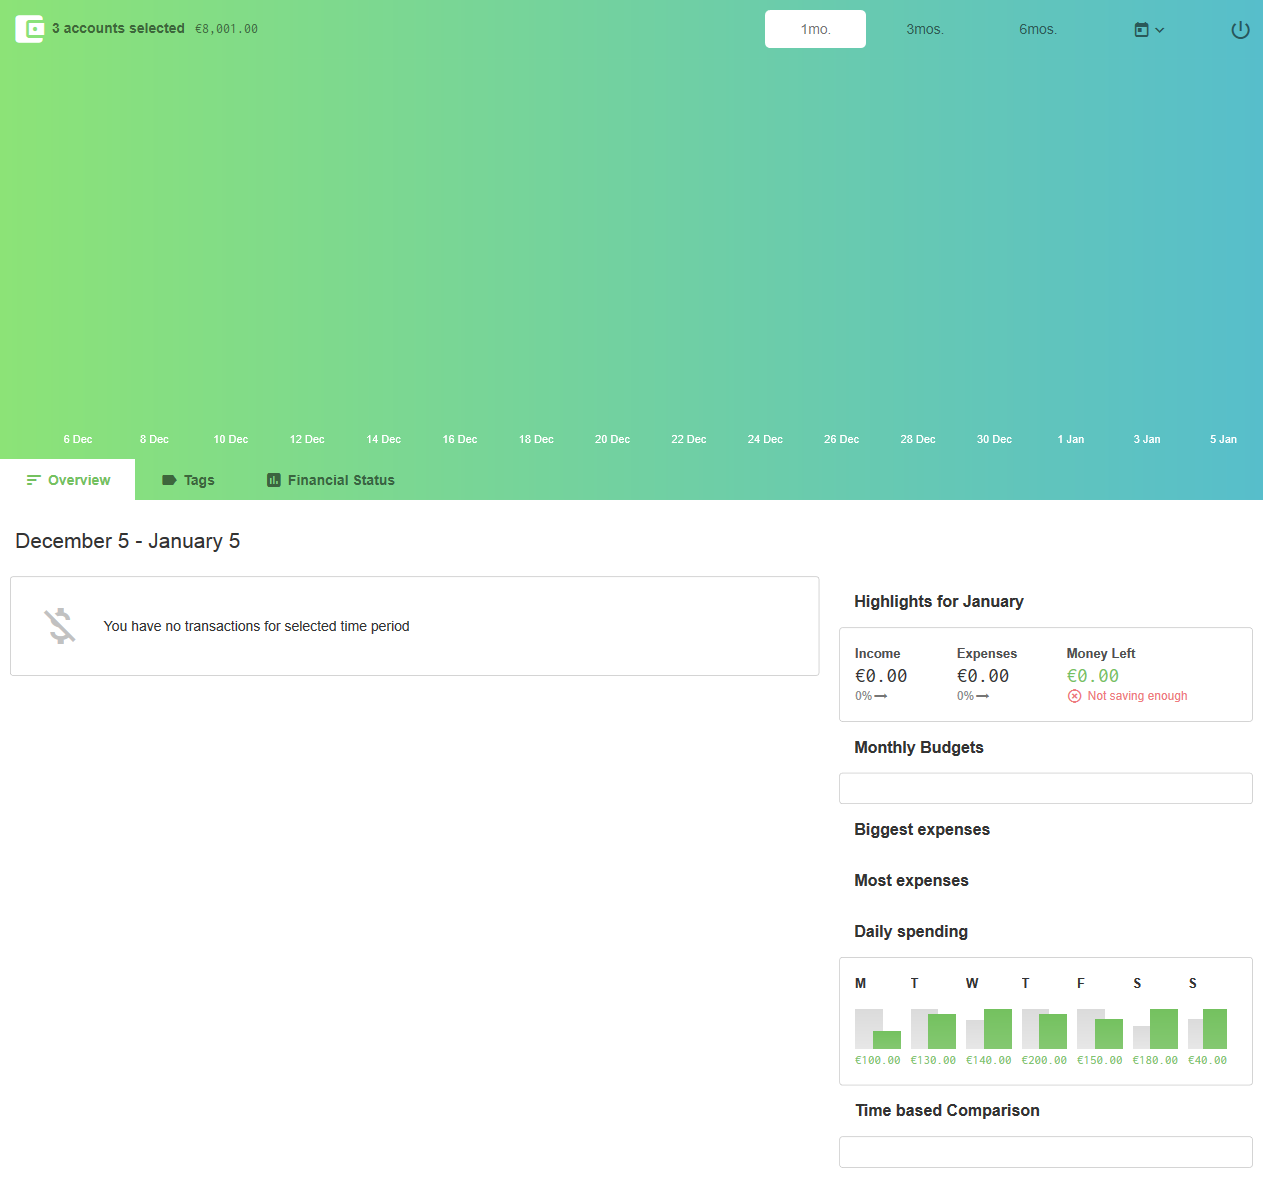 3 accounts selected €8,001.00
1mo. 3mos. 6mos.
6 Dec 8 Dec 10 Dec 12 Dec 14 Dec 16 Dec 18 Dec 20 Dec 22 Dec 24 Dec 26 Dec 28 Dec 30 Dec 1 Jan 3 Jan 5 Jan
Overview Tags Financial Status
December 5 - January 5
You have no transactions for selected time period
Highlights for January
Income Expenses Money Left
€0.00 €0.00 €0.00
0% 0% Not saving enough
Monthly Budgets
Biggest expenses
Most expenses
Daily spending
M T W T F S S
€100.00 €130.00 €140.00 €200.00 €150.00 €180.00 €40.00
Time based Comparison